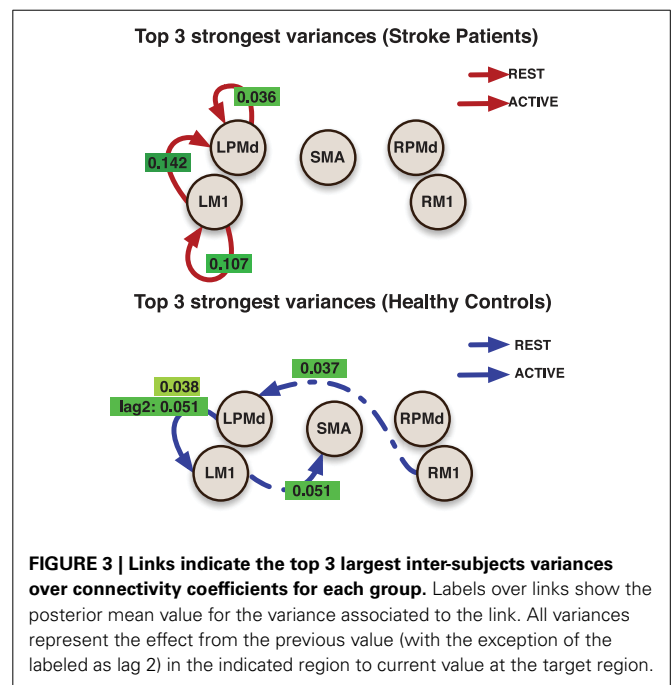 Top 3 strongest variances (Stroke Patients)
REST
ACTIVE
0.036
LPMd
SMA
RPMd
0.142
LM1
RM1
0.107
Top 3 strongest variances (Healthy Controls)
REST
ACTIVE
0.037
0.038
lag2: 0.051
LPMd
SMA
RPMd
LM1
RM1
0.051
FIGURE 3 | Links indicate the top 3 largest inter-subjects variances
over connectivity coefficients for each group. Labels over links show the
posterior mean value for the variance associated to the link. All variances
represent the effect from the previous value (with the exception of the
labeled as lag 2) in the indicated region to current value at the target region.